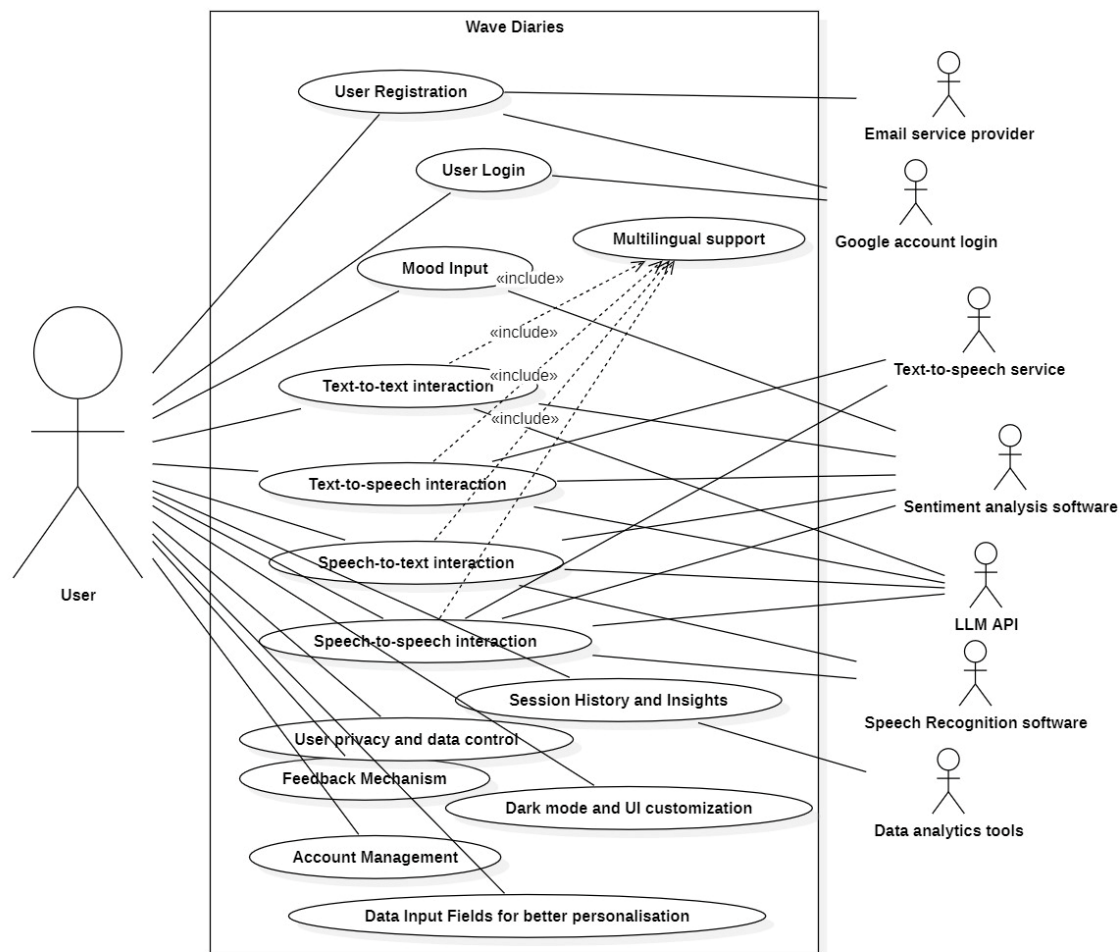 Wave Diaries
User Registration
Email service provider
User Login
Google account login
Multilingual support
Mood Input
«include»
«include»
Text-to-speech service
Text-to-text interaction
«include»
«include»
Text-to-speech interaction
Sentiment analysis software
Speech-to-text interaction
User
LLM API
Speech-to-speech interaction
Session History and Insights
Speech Recognition software
User privacy and data control
Feedback Mechanism
Dark mode and UI customization
Data analytics tools
Account Management
Data Input Fields for better personalisation